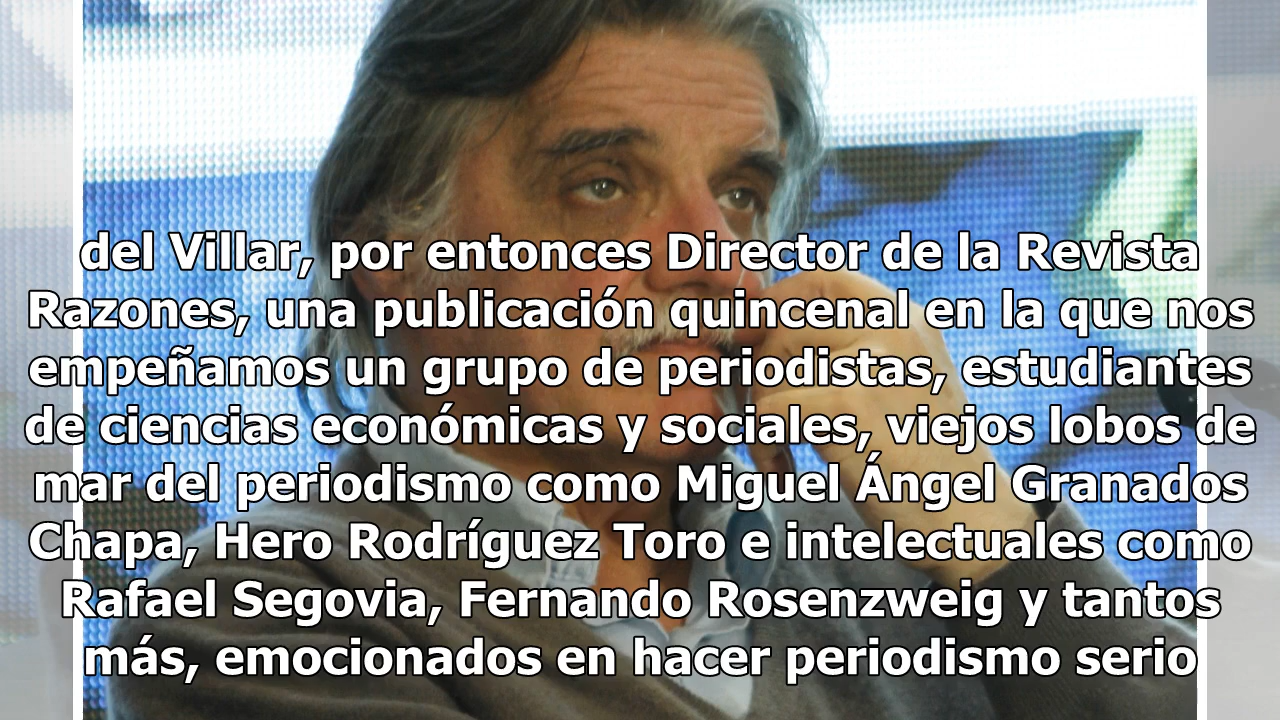 del Villar, por entonces Director de la Revista
Razones, una publicación quincenal en la que nos
empeñamos un grupo de periodistas, estudiantes
de ciencias económicas y sociales, viejos lobos de
mar del periodismo como Miguel Ángel Granados
Chapa, Hero Rodríguez Toro e intelectuales como
Rafael Segovia, Fernando Rosenzweig y tantos
más, emocionados en hacer periodismo serio